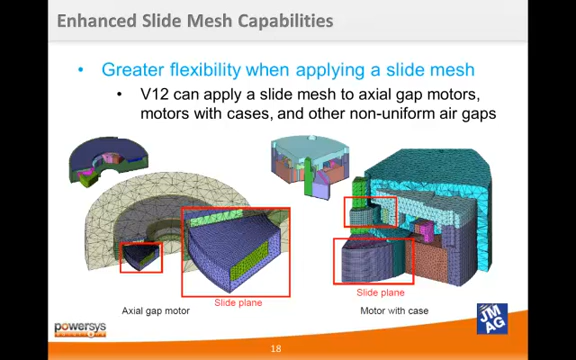 Enhanced Slide Mesh Capabilities
• Greater flexibility when applying a slide mesh
• V12 can apply a slide mesh to axial gap motors,
motors with cases, and other non-uniform air gaps
Slide plane
Slide plane
Axial gap motor
Motor with case
powersys
JM
AG
18